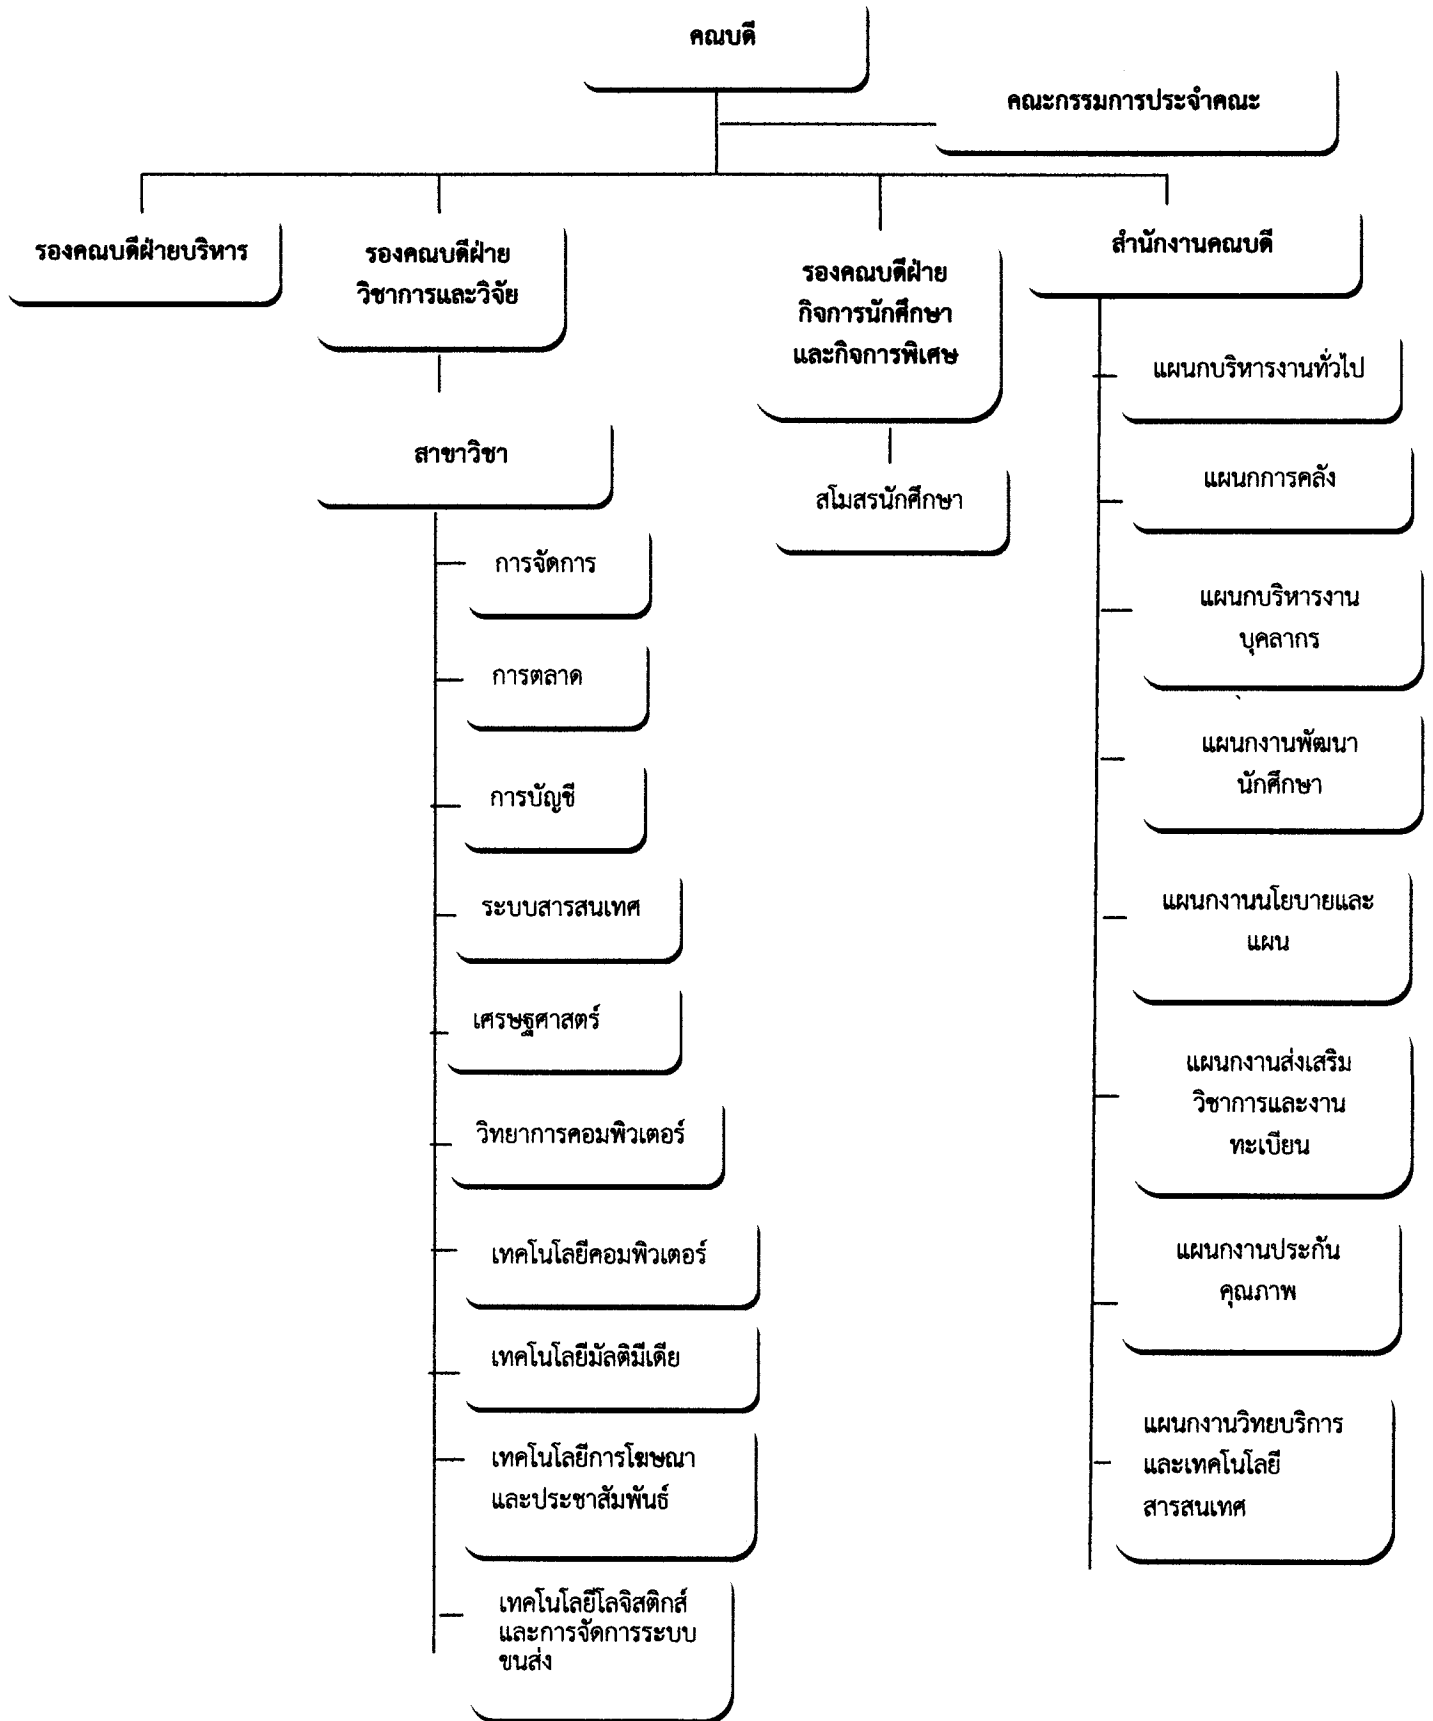 คณบดี
คณะกรรมการประจำคณะ
รองคณบดีฝ่ายบริหาร
รองคณบดีฝ่าย
วิชาการและวิจัย
รองคณบดีฝ่าย
กิจการนักศึกษา
และกิจการพิเศษ
สำนักงานคณบดี
สาขาวิชา
การจัดการ
การตลาด
การบัญชี
ระบบสารสนเทศ
เศรษฐศาสตร์
วิทยาการคอมพิวเตอร์
เทคโนโลยีคอมพิวเตอร์
เทคโนโลยีมัลติมีเดีย
เทคโนโลยีการโฆษณา
และประชาสัมพันธ์
เทคโนโลยีโลจิสติกส์
และการจัดการระบบ
ขนส่ง
สโมสรนักศึกษา
แผนกบริหารงานทั่วไป
แผนกการคลัง
แผนกบริหารงาน
บุคลากร
แผนกงานพัฒนา
นักศึกษา
แผนกงานนโยบายและ
แผน
แผนกงานส่งเสริม
วิชาการและงาน
ทะเบียน
แผนกงานประกัน
คุณภาพ
แผนกงานวิทยบริการ
และเทคโนโลยี
สารสนเทศ